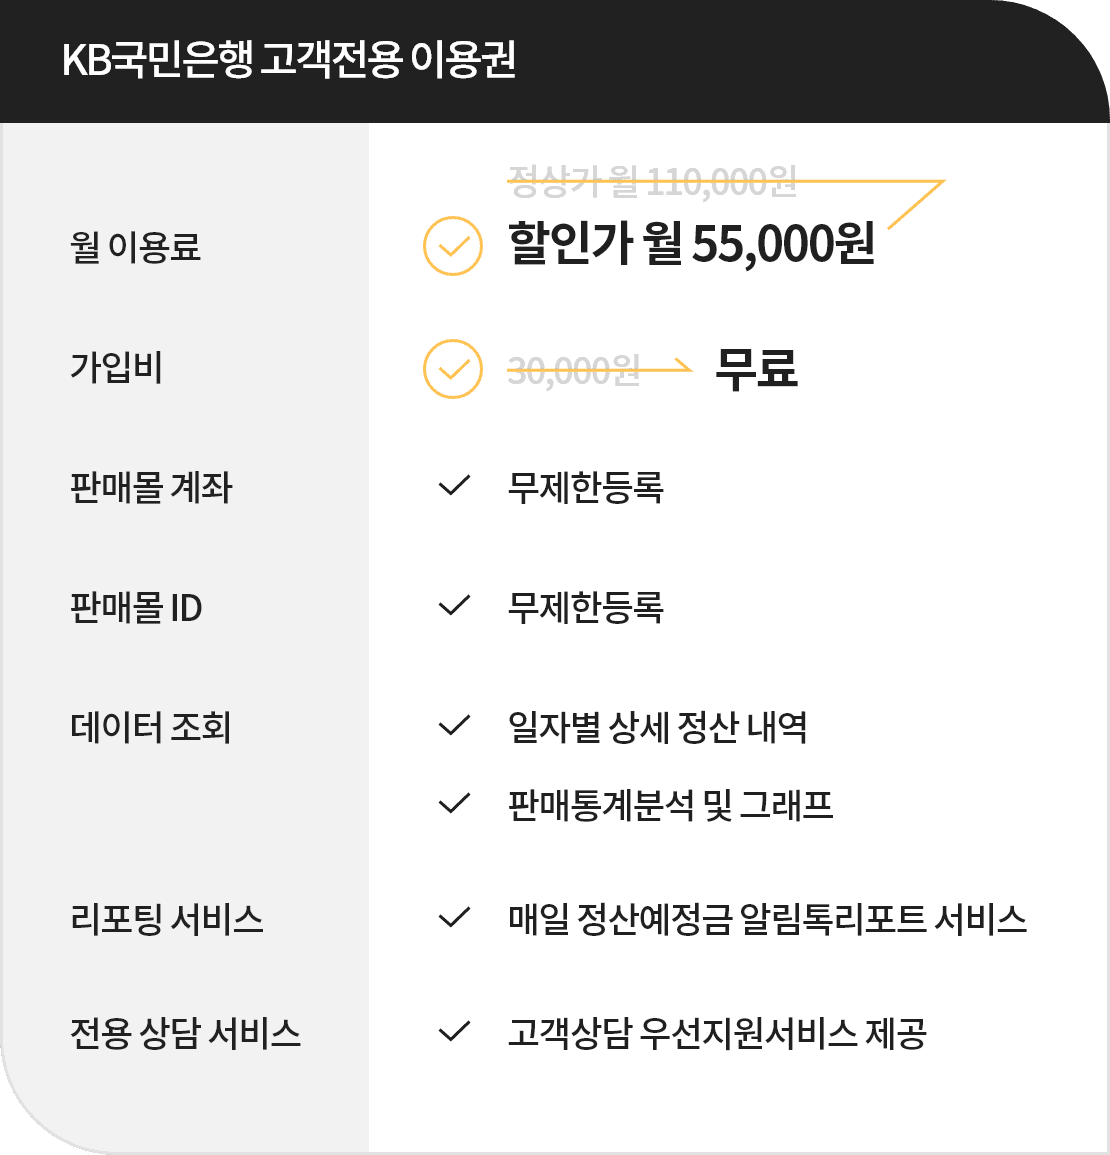 KB국민은행 고객전용 이용권
정상가 월 110,000원
월 이용료 할인가 월 55,000원
가입비 30,000원 무료
판매몰 계좌 무제한등록
판매몰 ID 무제한등록
데이터 조회 일자별 상세 정산 내역
판매통계분석 및 그래프
리포팅 서비스 매일 정산예정금 알림톡리포트 서비스
전용 상담 서비스 고객상담 우선지원서비스 제공